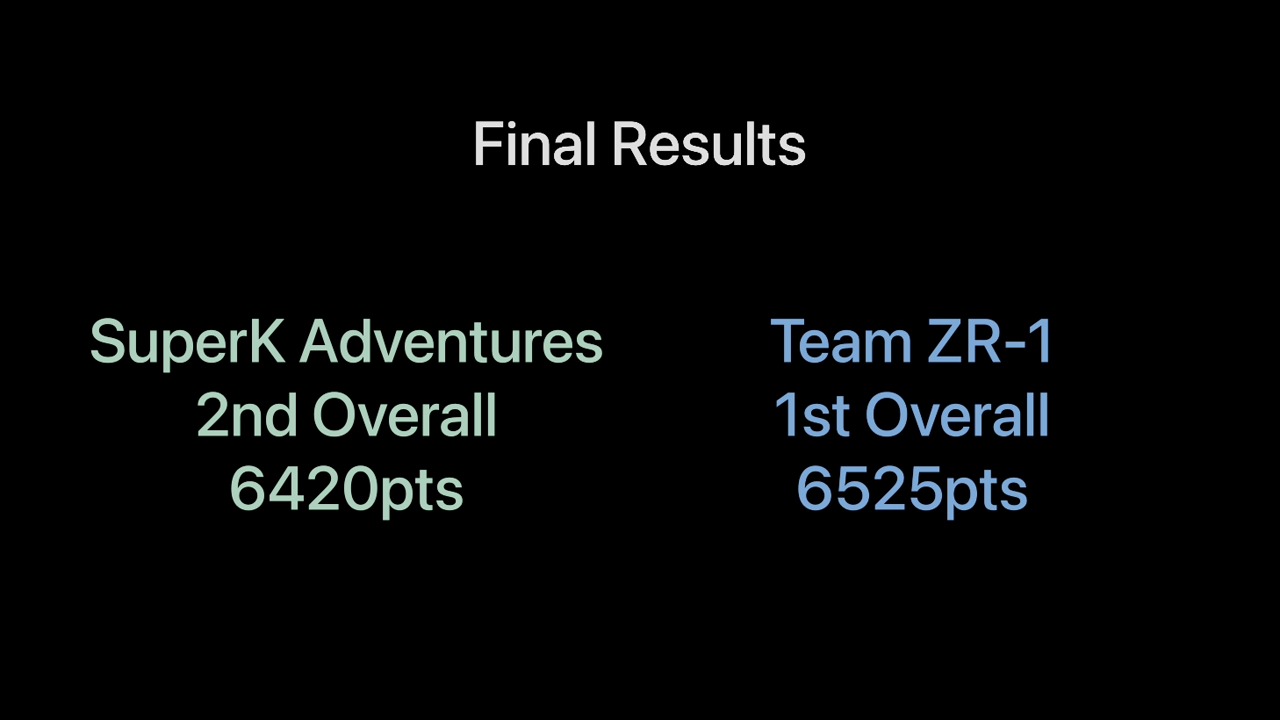 Final Results
SuperK Adventures
2nd Overall
6420pts
Team ZR-1
1st Overall
6525pts